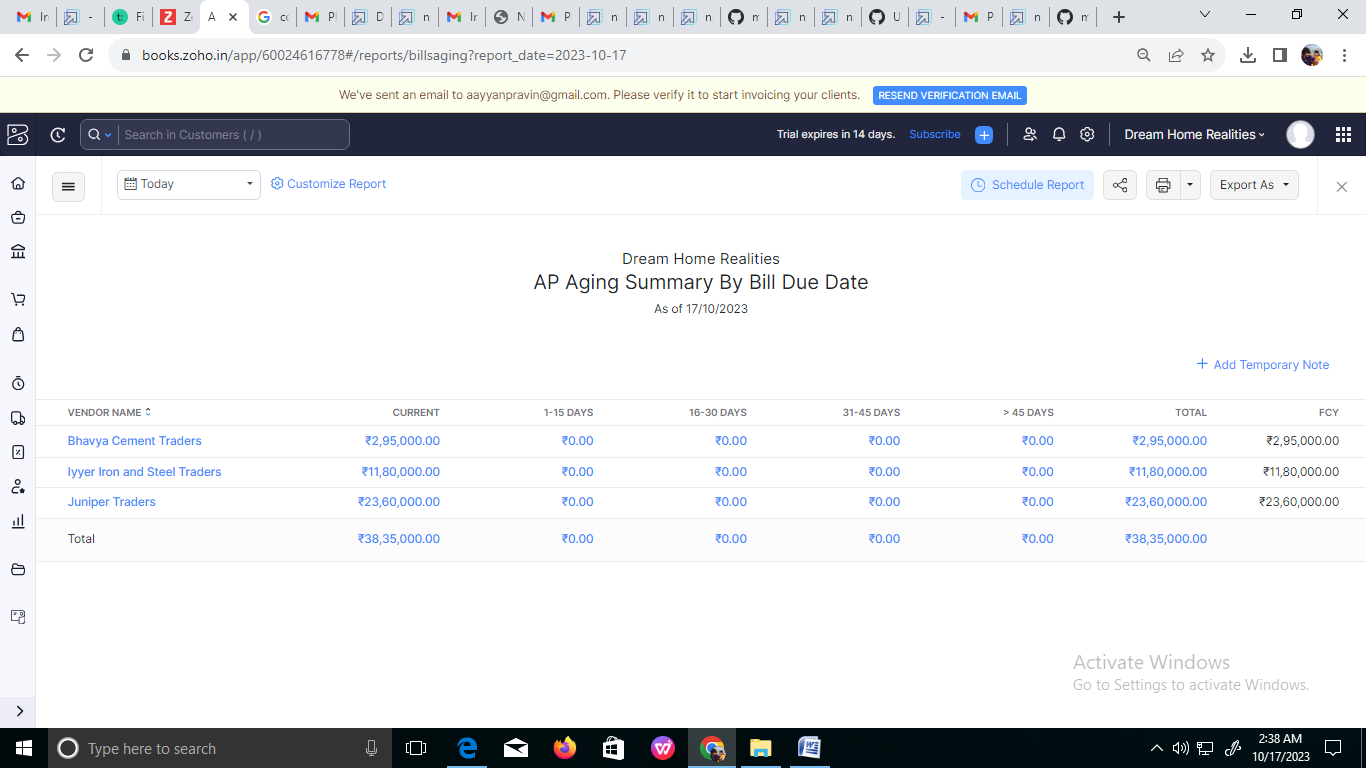 In
-
Fi
Z
A
G co
Pl
D
n
In
N
P
n
n
n
m
n
n
U
-
P
n
m
books.zoho.in/app/60024616778#/reports/billsaging?report_date=2023-10-17
We've sent an email to aayyanpravin@gmail.com. Please verify it to start invoicing your clients. RESEND VERIFICATION EMAIL
Search in Customers ( / )
Trial expires in 14 days. Subscribe
Dream Home Realities
Today
Customize Report
Schedule Report
Export As
Dream Home Realities
AP Aging Summary By Bill Due Date
As of 17/10/2023
+ Add Temporary Note
VENDOR NAME CURRENT 1-15 DAYS 16-30 DAYS 31-45 DAYS > 45 DAYS TOTAL FCY
Bhavya Cement Traders ₹2,95,000.00 ₹0.00 ₹0.00 ₹0.00 ₹0.00 ₹2,95,000.00 ₹2,95,000.00
Iyyer Iron and Steel Traders ₹11,80,000.00 ₹0.00 ₹0.00 ₹0.00 ₹0.00 ₹11,80,000.00 ₹11,80,000.00
Juniper Traders ₹23,60,000.00 ₹0.00 ₹0.00 ₹0.00 ₹0.00 ₹23,60,000.00 ₹23,60,000.00
Total ₹38,35,000.00 ₹0.00 ₹0.00 ₹0.00 ₹0.00 ₹38,35,000.00
Activate Windows
Go to Settings to activate Windows.
Type here to search
2:38 AM
10/17/2023